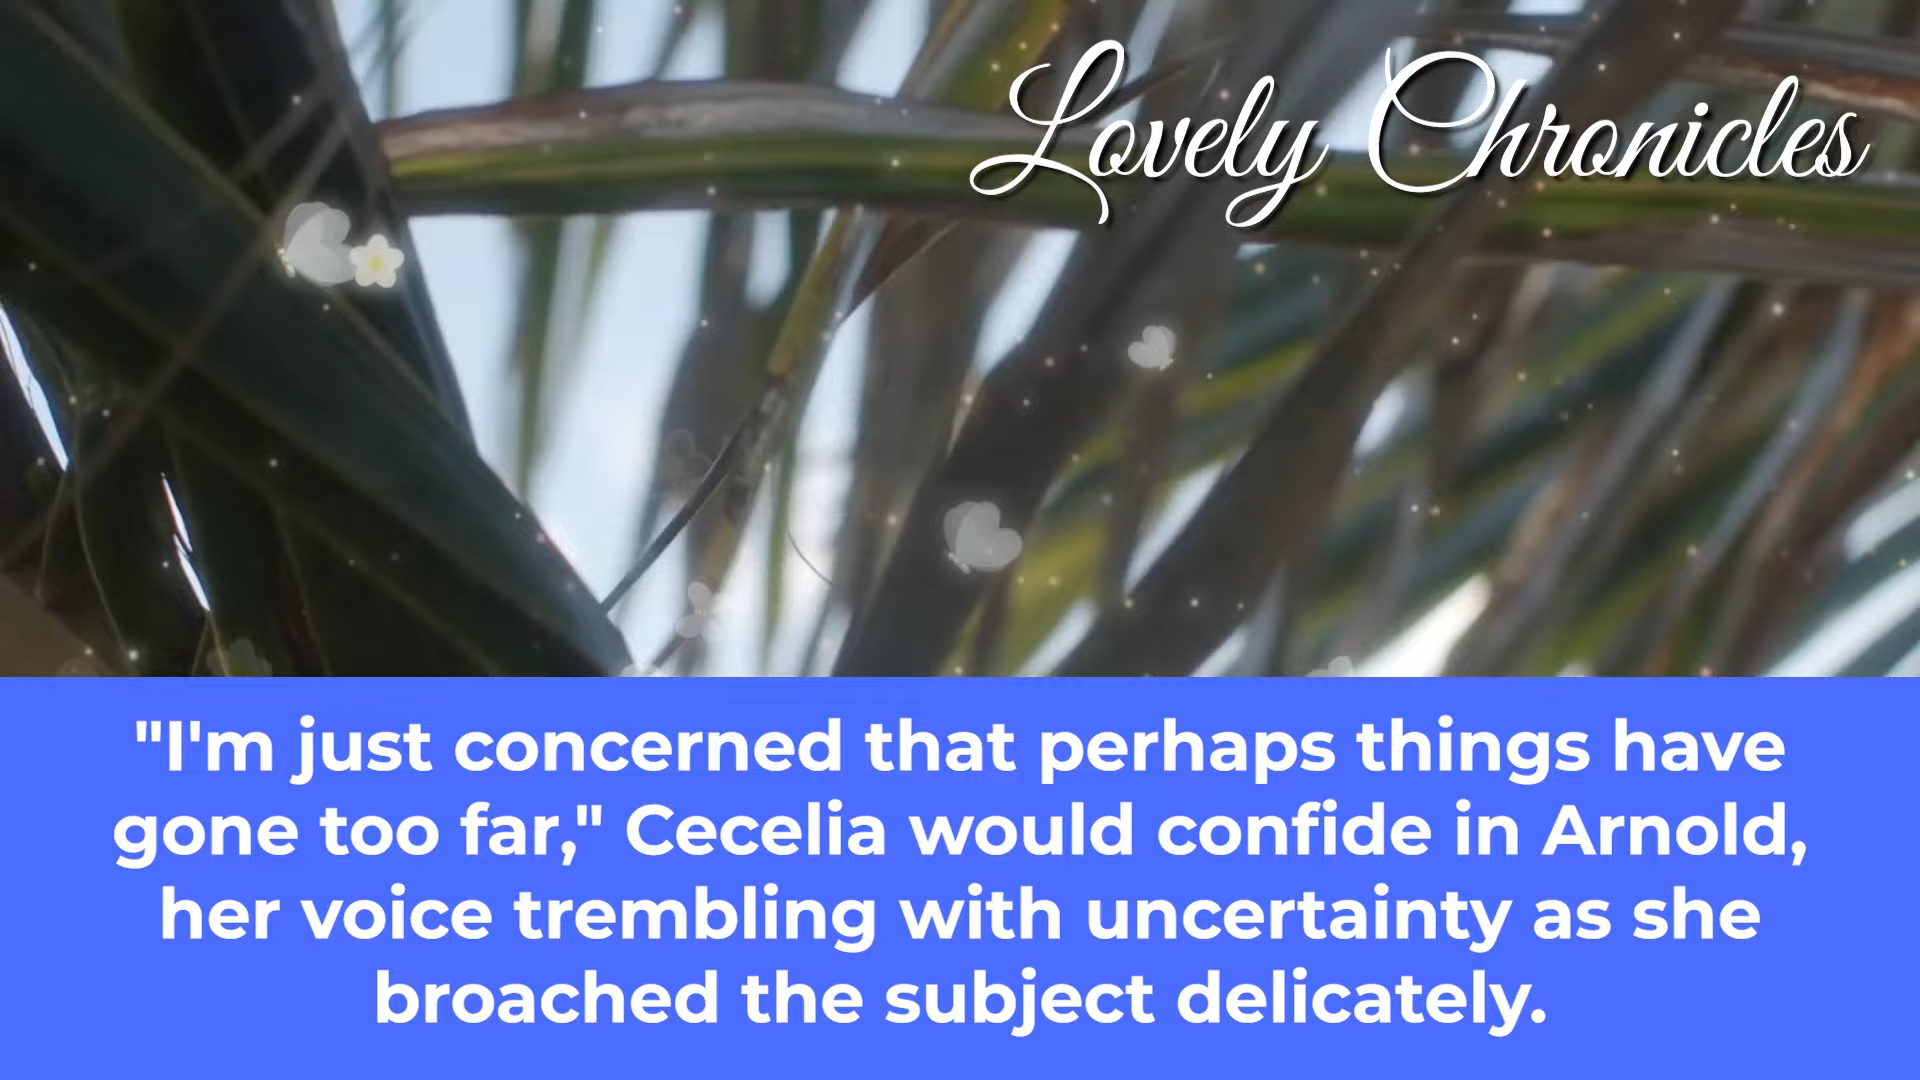 Lovely Chronicles
"I'm just concerned that perhaps things have
gone too far," Cecelia would confide in Arnold,
her voice trembling with uncertainty as she
broached the subject delicately.